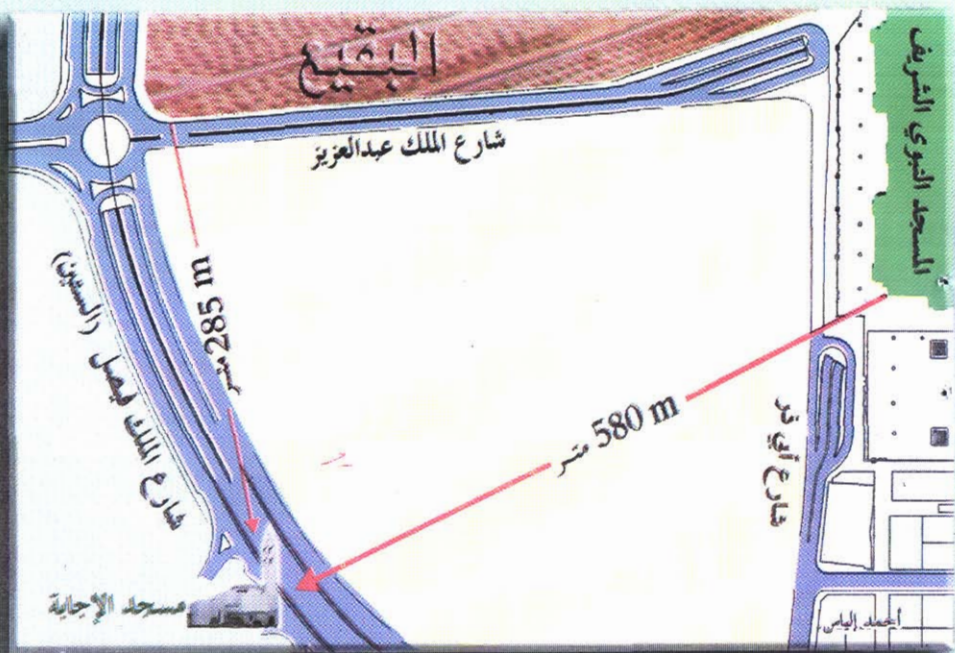 البقيع
المسجد النبوي الشريف
شارع الملك عبدالعزيز
285 m متر
شارع الملك فيصل (الستين)
580 m متر
شارع أبي ذر
مسجد الإجابة
أحمد إلياس